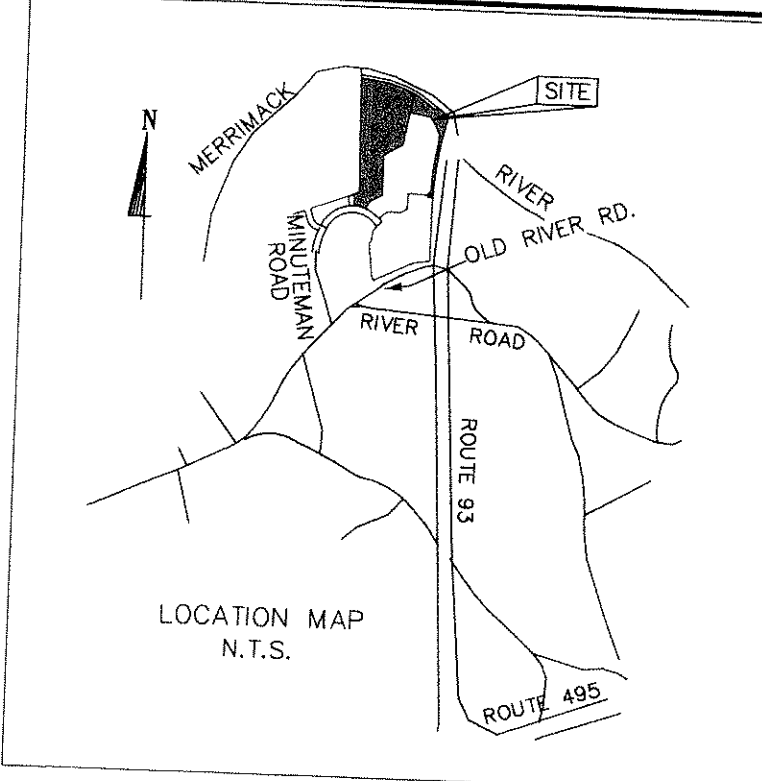 SITE
MERRIMACK
N
RIVER
OLD RIVER RD.
MINUTEMAN
ROAD
RIVER ROAD
ROUTE 93
LOCATION MAP
N.T.S.
ROUTE 495